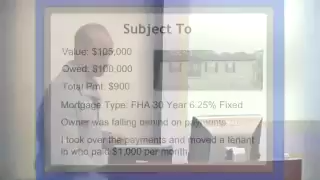 Subject To
Value: $105,000
Owed: $100,000
Total Pmt: $900
Mortgage Type: FHA 30 Year 6.25% Fixed
Owner was falling behind on payments
I took over the payments and moved a tenant
in who paid $1,000 per month